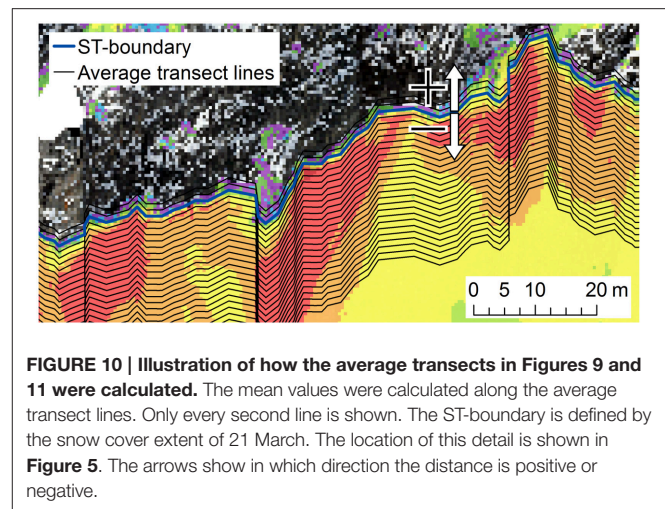 ST-boundary
Average transect lines
+
−
0 5 10 20 m
FIGURE 10 | Illustration of how the average transects in Figures 9 and
11 were calculated. The mean values were calculated along the average
transect lines. Only every second line is shown. The ST-boundary is defined by
the snow cover extent of 21 March. The location of this detail is shown in
Figure 5. The arrows show in which direction the distance is positive or
negative.